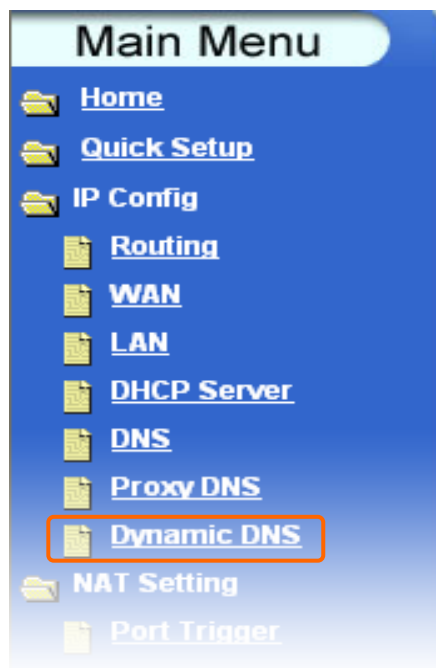 Main Menu
Home
Quick Setup
IP Config
Routing
WAN
LAN
DHCP Server
DNS
Proxy DNS
Dynamic DNS
NAT Setting
Port Trigger